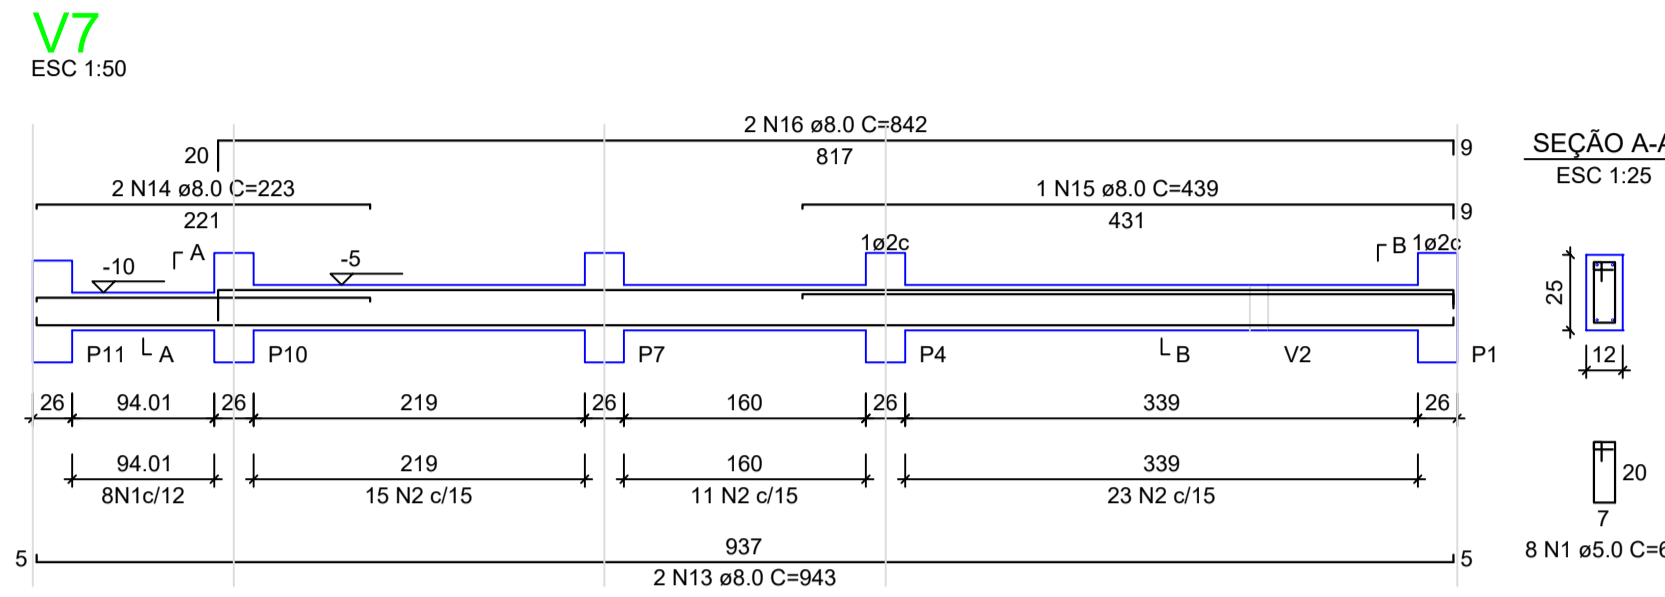 V7
ESC 1:50
2 N16 ø8.0 C=842
20
817
9
SEÇÃO A-A
ESC 1:25
2 N14 ø8.0 C=223
1 N15 ø8.0 C=439
221
431
9
A
1ø2c
B
1ø2c
-10
-5
25
P11
A
P10
P7
P4
B
V2
P1
12
26
94.01
26
219
26
160
26
339
26
94.01
219
160
339
20
8N1c/12
15 N2 c/15
11 N2 c/15
23 N2 c/15
7
937
8 N1 ø5.0 C=6
5
5
2 N13 ø8.0 C=943